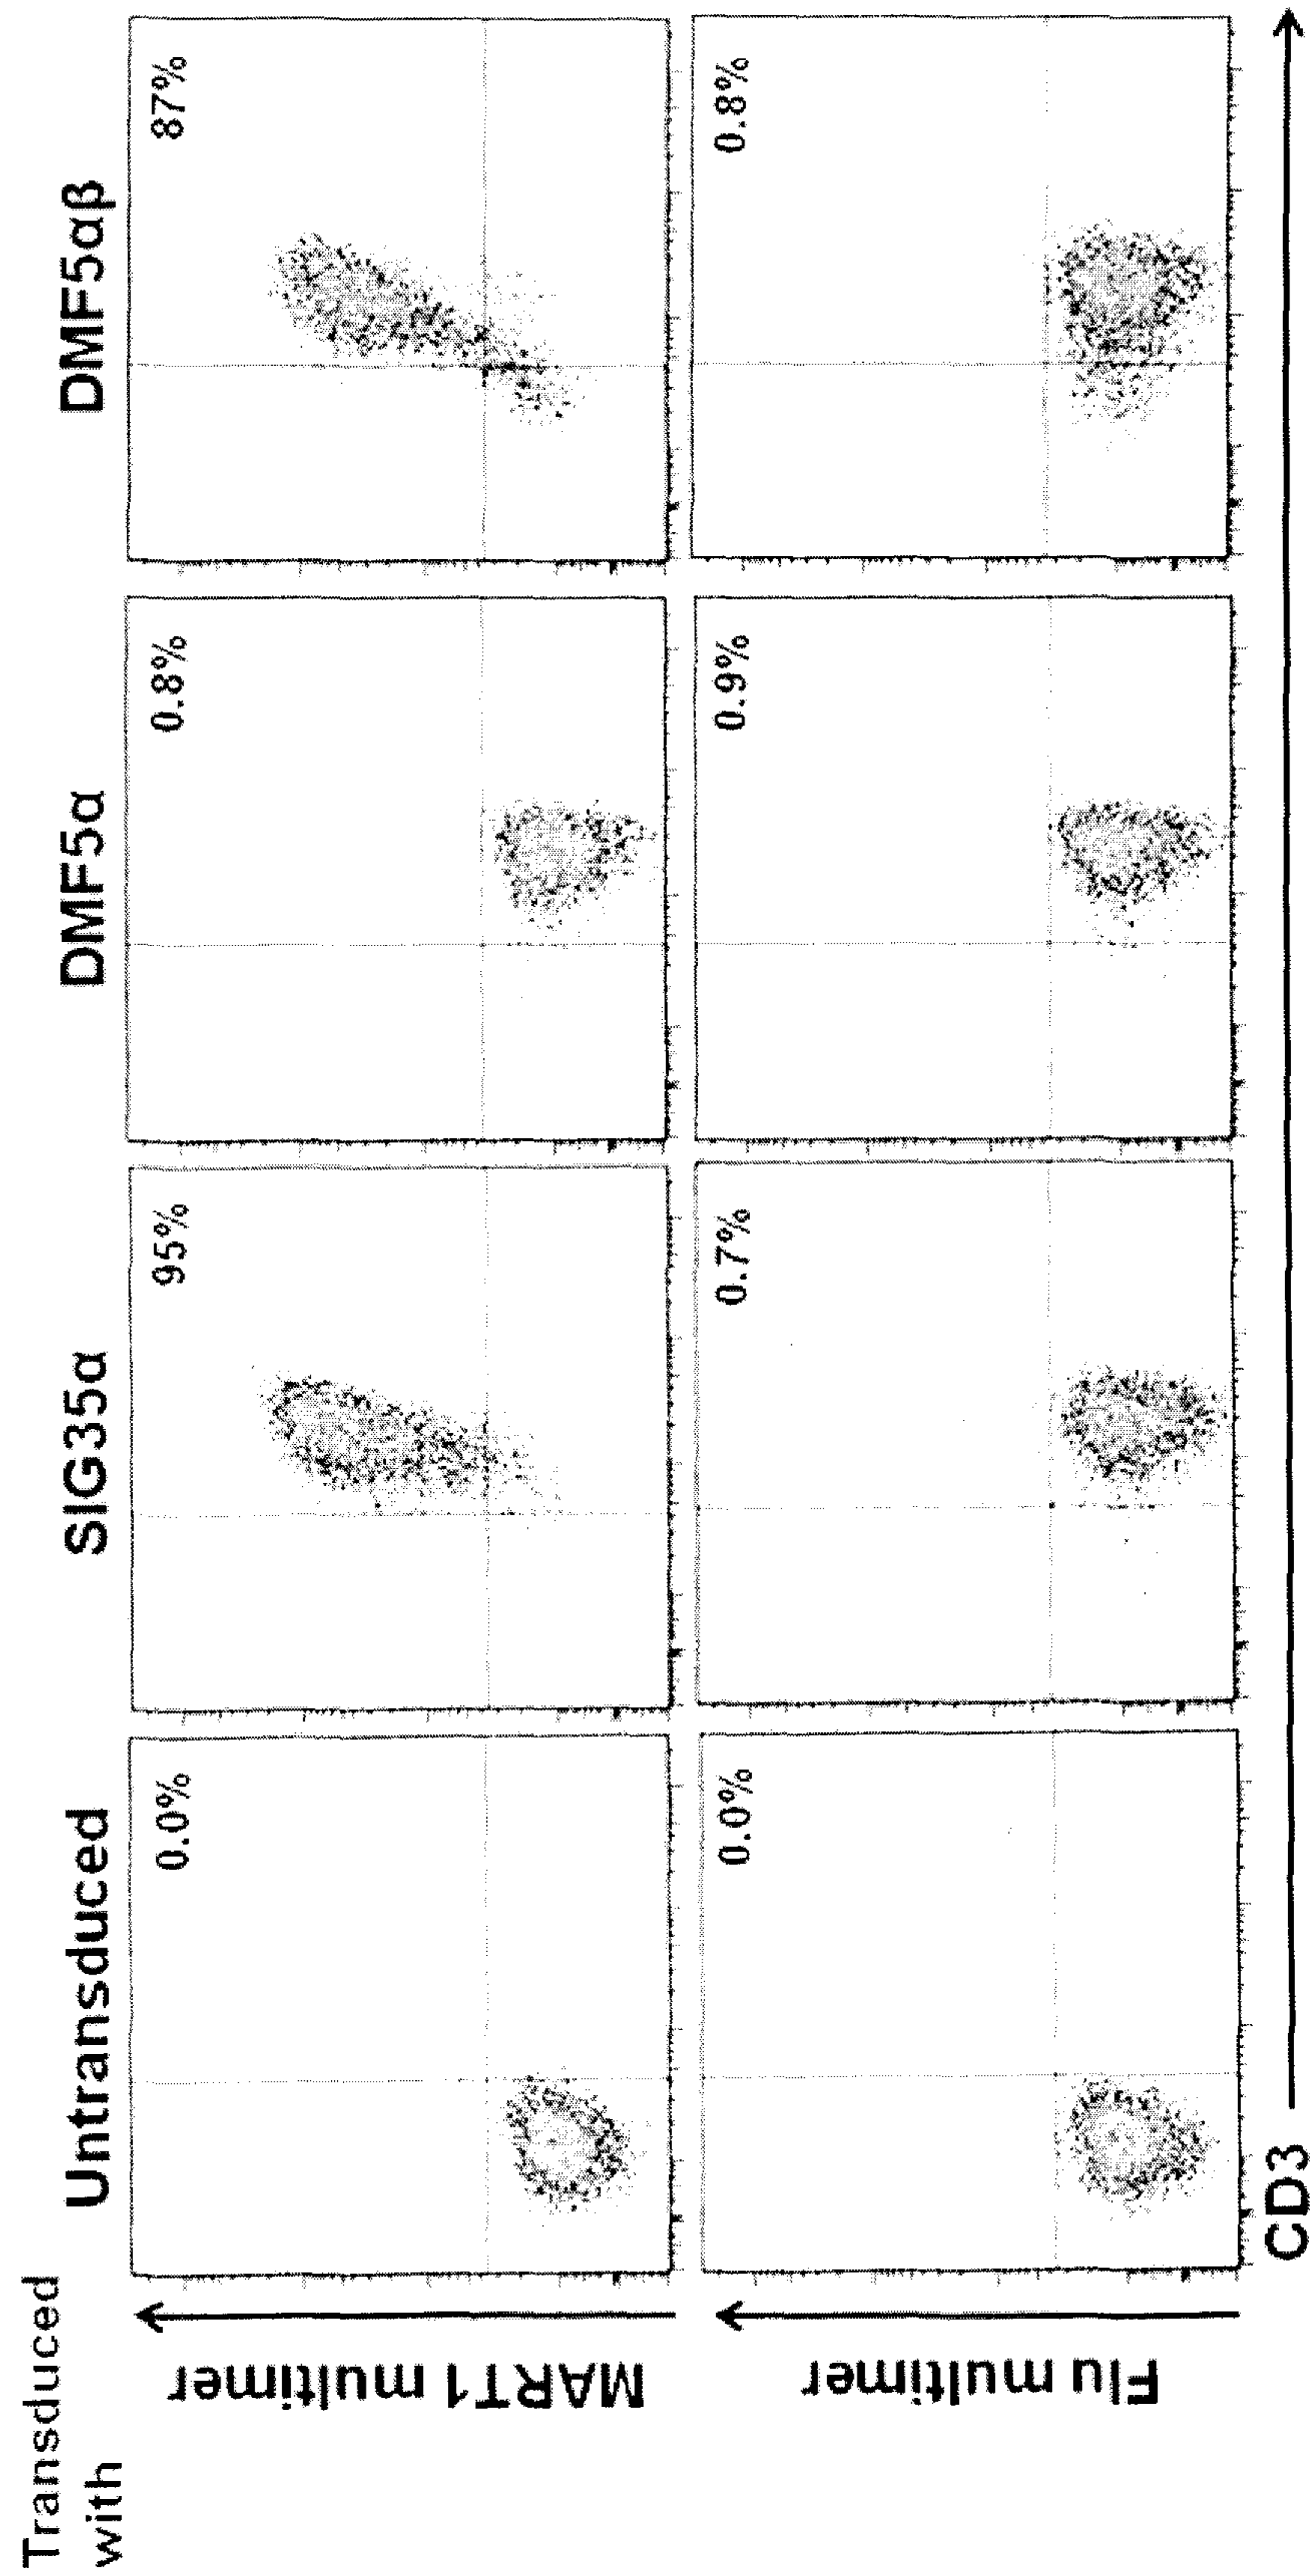 Transduced
with
Untransduced
SIG35α
DMF5α
DMF5αβ
MART1 multimer
0.0%
95%
0.8%
87%
Flu multimer
0.0%
0.7%
0.9%
0.8%
CD3